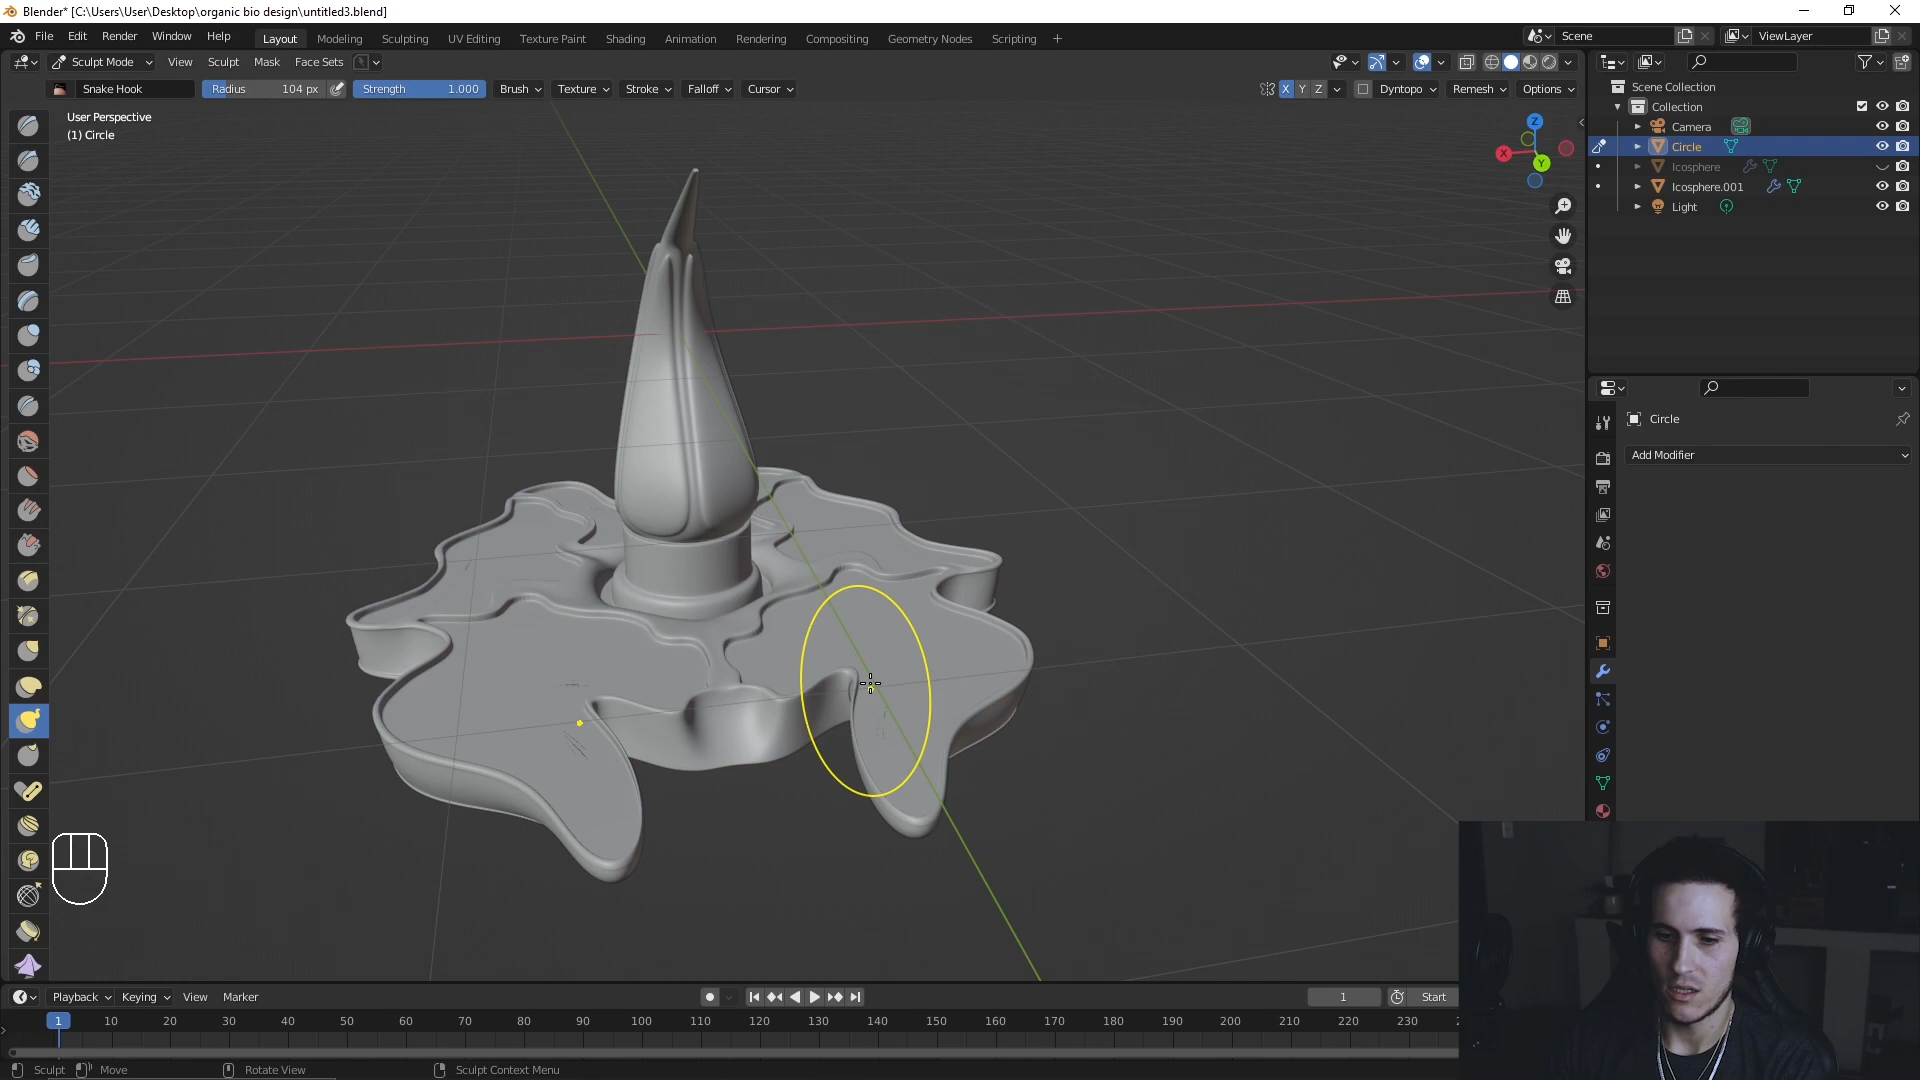 Blender* [C:\Users\User\Desktop\organic bio design\untitled3.blend]
File Edit Render Window Help Layout Modeling Sculpting UV Editing Texture Paint Shading Animation Rendering Compositing Geometry Nodes Scripting + Scene ViewLayer
Sculpt Mode View Sculpt Mask Face Sets
Snake Hook Radius 104 px Strength 1.000 Brush Texture Stroke Falloff Cursor X Y Z Dyntopo Remesh Options
User Perspective
(1) Circle
Z
X
Y
Scene Collection
Collection
Camera
Circle
Icosphere
Icosphere.001
Light
Circle
Add Modifier
Playback Keying View Marker 1 Start
1 10 20 30 40 50 60 70 80 90 100 110 120 130 140 150 160 170 180 190 200 210 220 230
Sculpt Move Rotate View Sculpt Context Menu